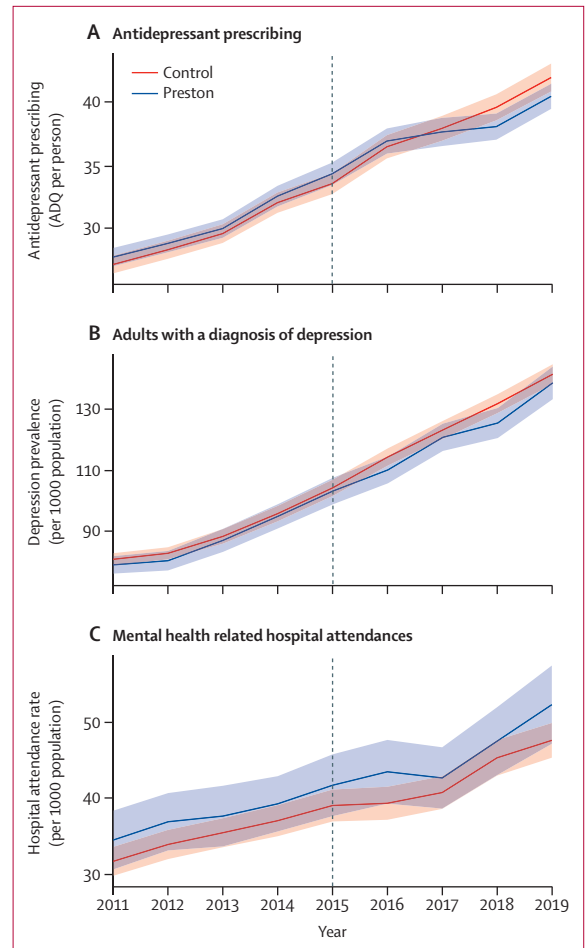 A Antidepressant prescribing
Control
Preston
40
35
30
Antidepressant prescribing
(ADQ per person)
B Adults with a diagnosis of depression
130
110
90
Depression prevalence
(per 1000 population)
C Mental health related hospital attendances
50
40
30
Hospital attendance rate
(per 1000 population)
2011 2012 2013 2014 2015 2016 2017 2018 2019
Year